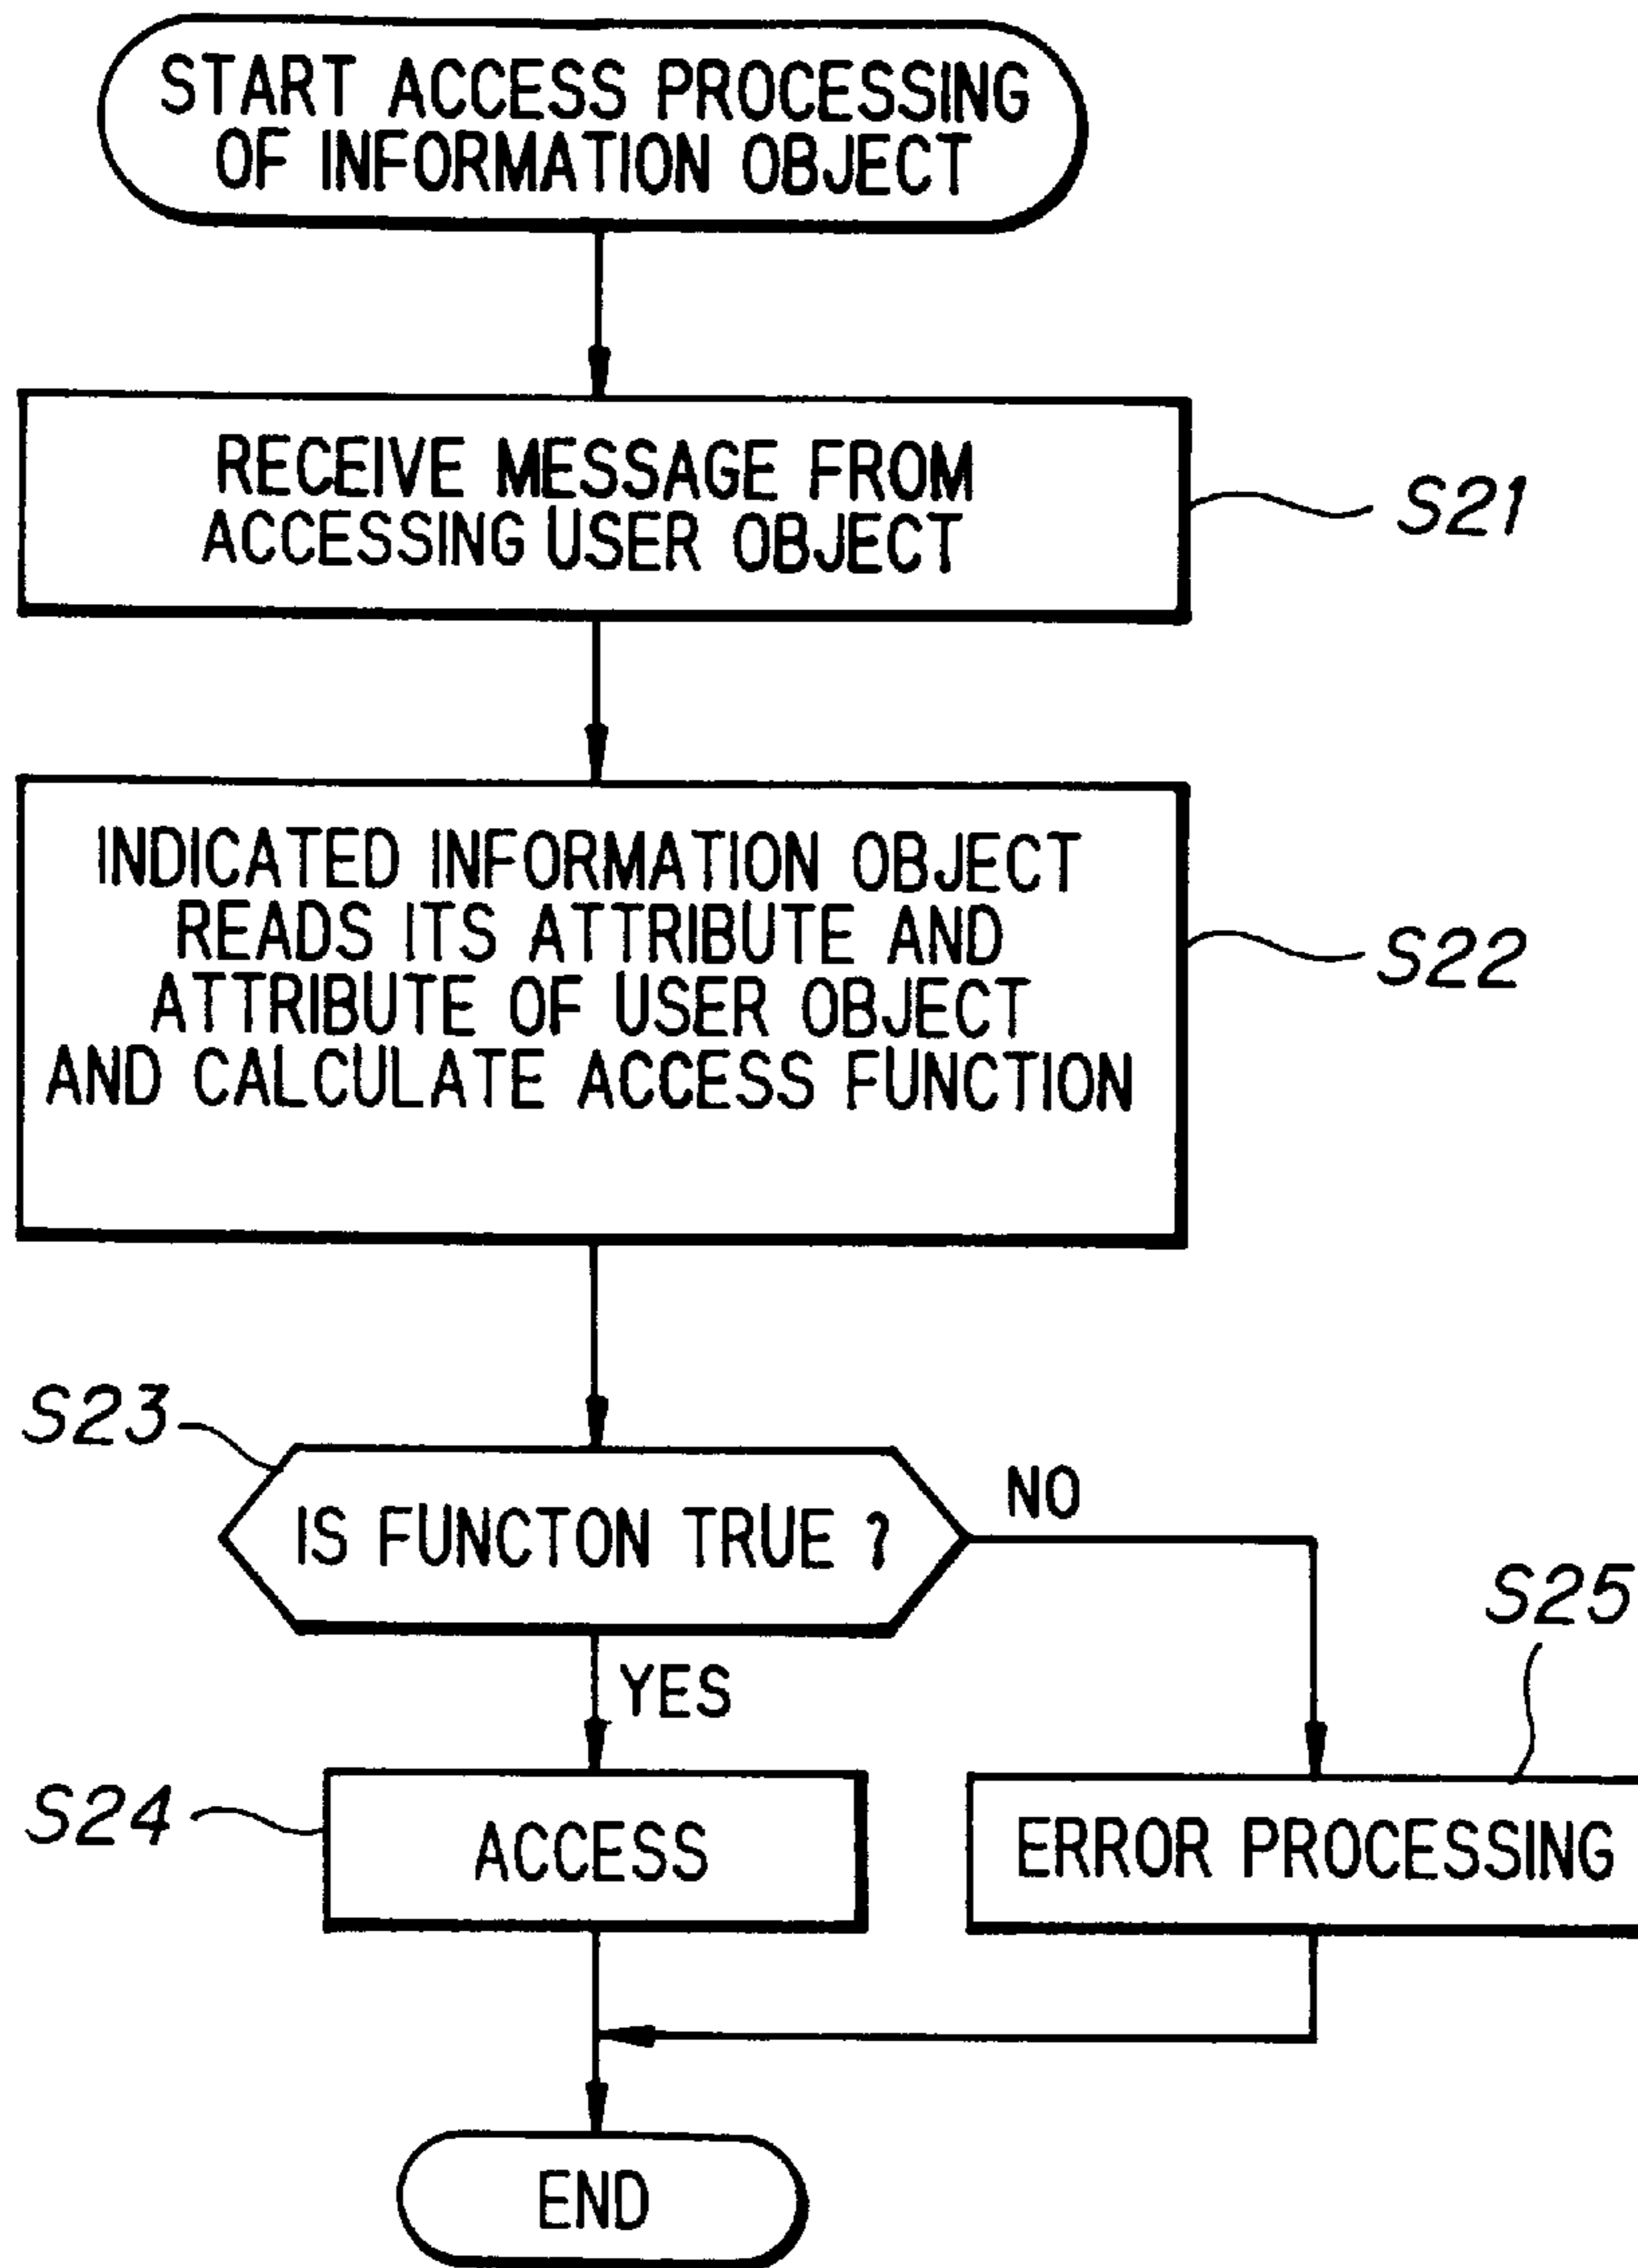 START ACCESS PROCESSING
OF INFORMATION OBJECT
RECEIVE MESSAGE FROM
ACCESSING USER OBJECT
S21
INDICATED INFORMATION OBJECT
READS ITS ATTRIBUTE AND
ATTRIBUTE OF USER OBJECT
AND CALCULATE ACCESS FUNCTION
S22
S23
IS FUNCTON TRUE ?
NO
YES
S25
S24
ACCESS
ERROR PROCESSING
END